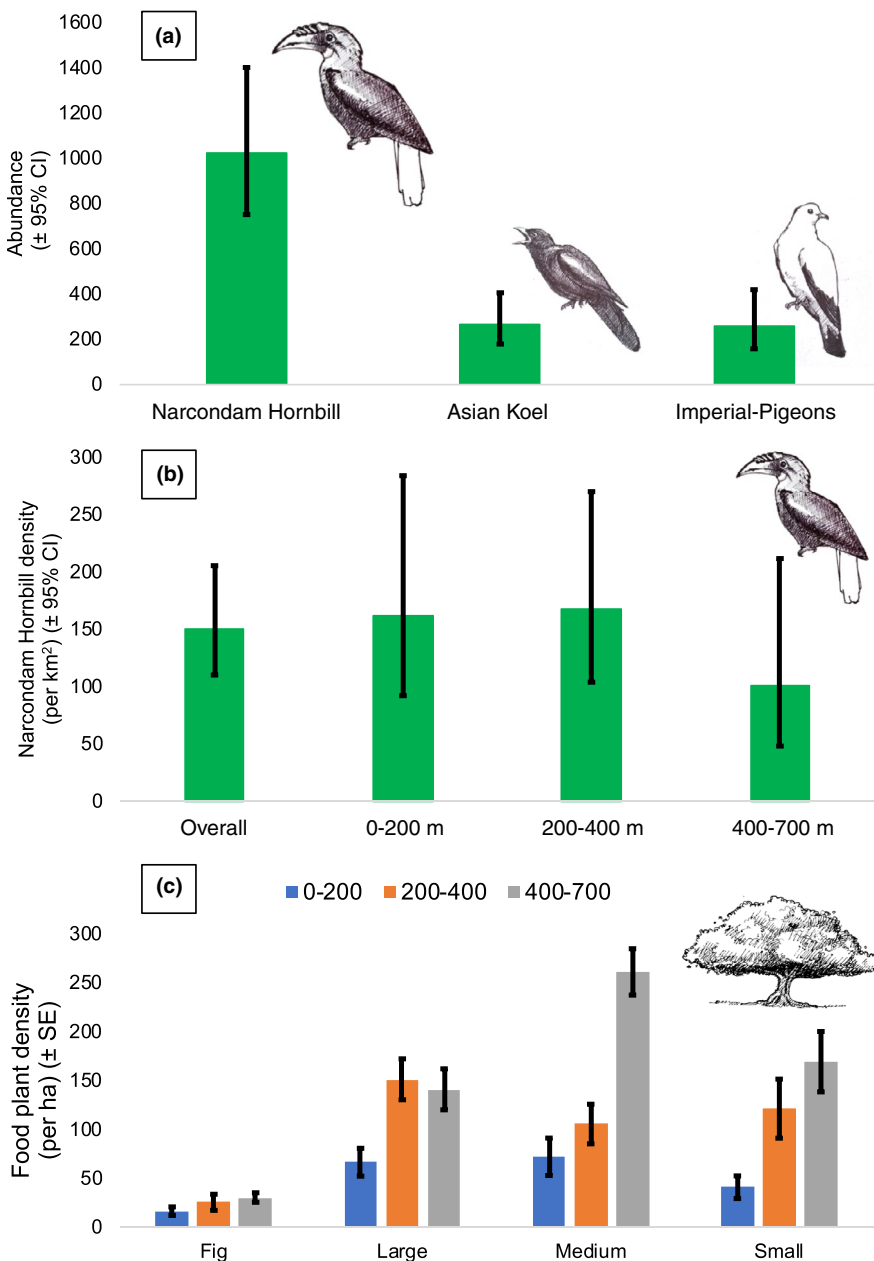 (a)
1600
1400
1200
1000
800
600
400
200
0
Abundance
(± 95% CI)
Narcondam Hornbill Asian Koel Imperial-Pigeons
(b)
300
250
200
150
100
50
0
Narcondam Hornbill density
(per km²) (± 95% CI)
Overall 0-200 m 200-400 m 400-700 m
(c)
0-200 200-400 400-700
300
250
200
150
100
50
0
Food plant density
(per ha) (± SE)
Fig Large Medium Small